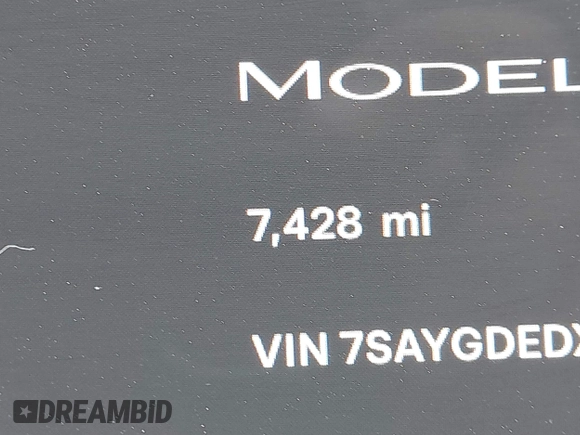 MODEL
7,428 mi
VIN 7SAYGDEDX
DREAMBID